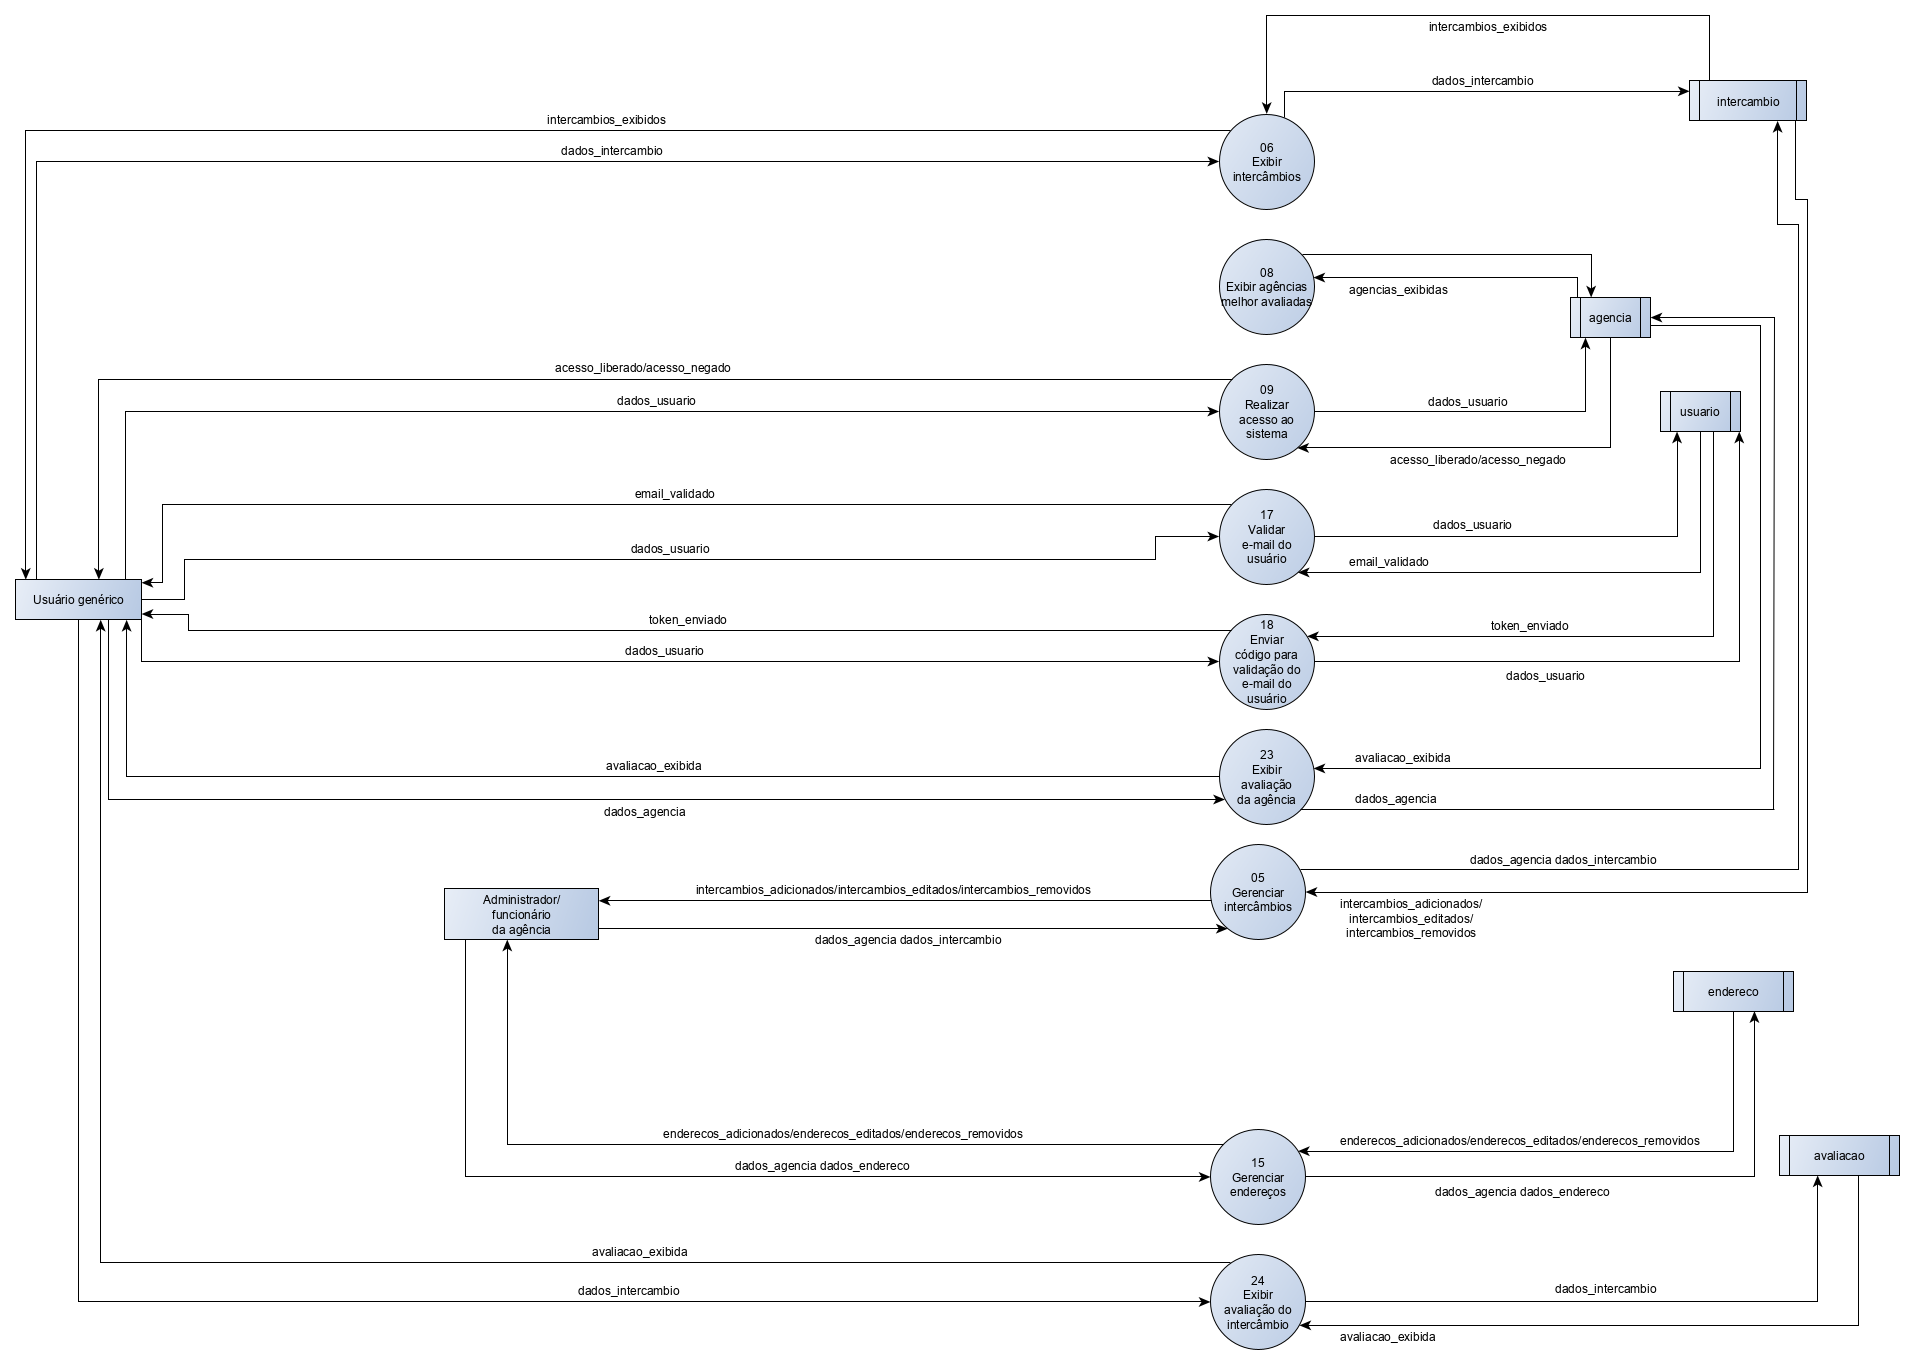 intercambios_exibidos
dados_intercambio
intercambio
intercambios_exibidos
dados_intercambio
06
Exibir
intercâmbios
08
Exibir agências
melhor avaliadas
agencias_exibidas
agencia
acesso_liberado/acesso_negado
dados_usuario
09
Realizar
acesso ao
sistema
dados_usuario
acesso_liberado/acesso_negado
usuario
email_validado
dados_usuario
17
Validar
e-mail do
usuário
dados_usuario
email_validado
Usuário genérico
token_enviado
dados_usuario
18
Enviar
código para
validação do
e-mail do
usuário
token_enviado
dados_usuario
avaliacao_exibida
dados_agencia
23
Exibir
avaliação
da agência
avaliacao_exibida
dados_agencia
Administrador/
funcionário
da agência
intercambios_adicionados/intercambios_editados/intercambios_removidos
dados_agencia dados_intercambio
05
Gerenciar
intercâmbios
dados_agencia dados_intercambio
intercambios_adicionados/
intercambios_editados/
intercambios_removidos
endereco
enderecos_adicionados/enderecos_editados/enderecos_removidos
dados_agencia dados_endereco
15
Gerenciar
endereços
enderecos_adicionados/enderecos_editados/enderecos_removidos
dados_agencia dados_endereco
avaliacao
avaliacao_exibida
dados_intercambio
24
Exibir
avaliação do
intercâmbio
dados_intercambio
avaliacao_exibida